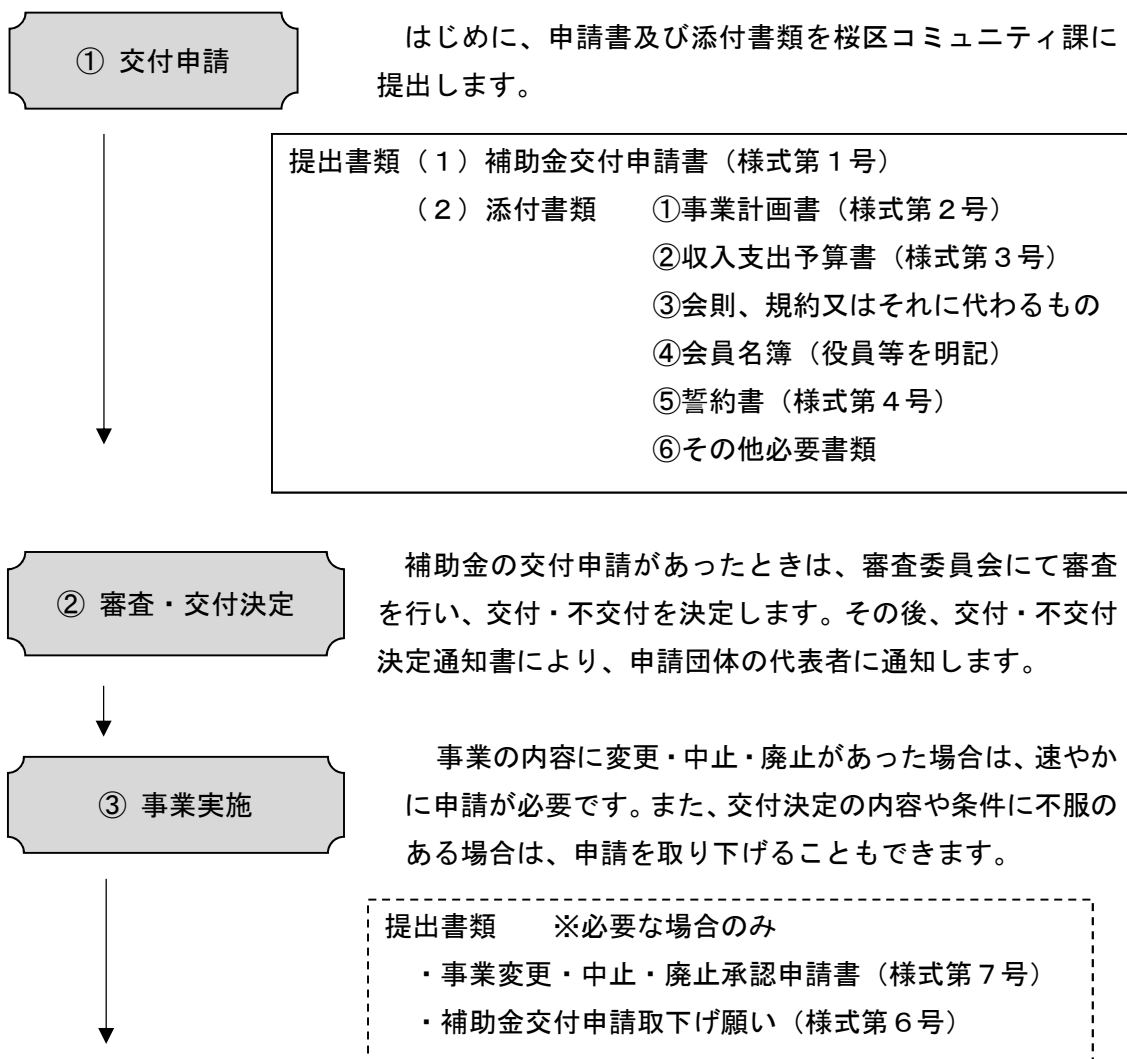 ① 交付申請
はじめに、申請書及び添付書類を桜区コミュニティ課に
提出します。
提出書類（１）補助金交付申請書（様式第１号）
（２）添付書類　①事業計画書（様式第２号）
②収入支出予算書（様式第３号）
③会則、規約又はそれに代わるもの
④会員名簿（役員等を明記）
⑤誓約書（様式第４号）
⑥その他必要書類
② 審査・交付決定
補助金の交付申請があったときは、審査委員会にて審査
を行い、交付・不交付を決定します。その後、交付・不交付
決定通知書により、申請団体の代表者に通知します。
③ 事業実施
事業の内容に変更・中止・廃止があった場合は、速やか
に申請が必要です。また、交付決定の内容や条件に不服の
ある場合は、申請を取り下げることもできます。
提出書類　※必要な場合のみ
・事業変更・中止・廃止承認申請書（様式第７号）
・補助金交付申請取下げ願い（様式第６号）